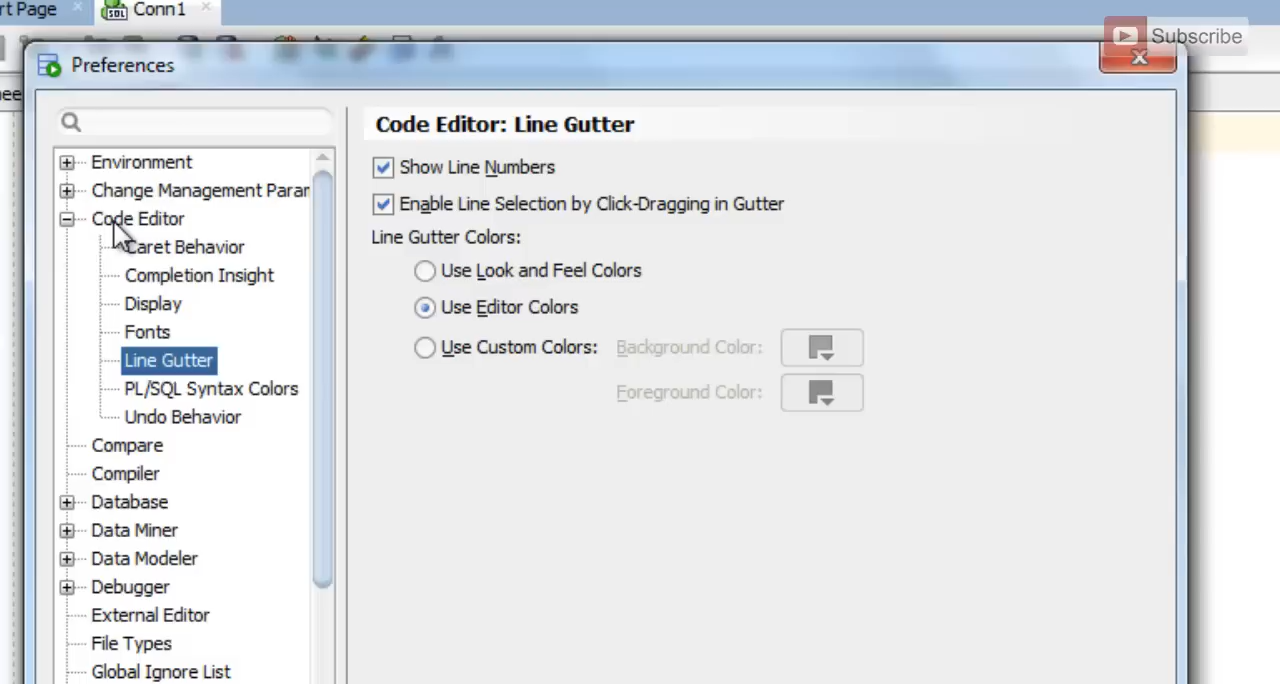 rt Page
SQL Conn1
Subscribe
Preferences
Code Editor: Line Gutter
Environment
Change Management Param
Code Editor
Caret Behavior
Completion Insight
Display
Fonts
Line Gutter
PL/SQL Syntax Colors
Undo Behavior
Compare
Compiler
Database
Data Miner
Data Modeler
Debugger
External Editor
File Types
Global Ignore List
Show Line Numbers
Enable Line Selection by Click-Dragging in Gutter
Line Gutter Colors:
Use Look and Feel Colors
Use Editor Colors
Use Custom Colors: Background Color:
Foreground Color: